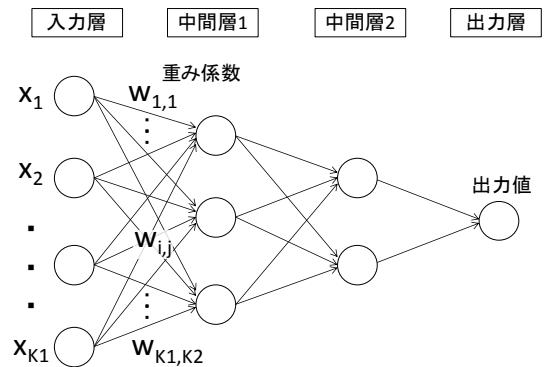 入力層 中間層1 中間層2 出力層
重み係数
x1 w1,1
x2
出力値
wi,j
xK1 wK1,K2